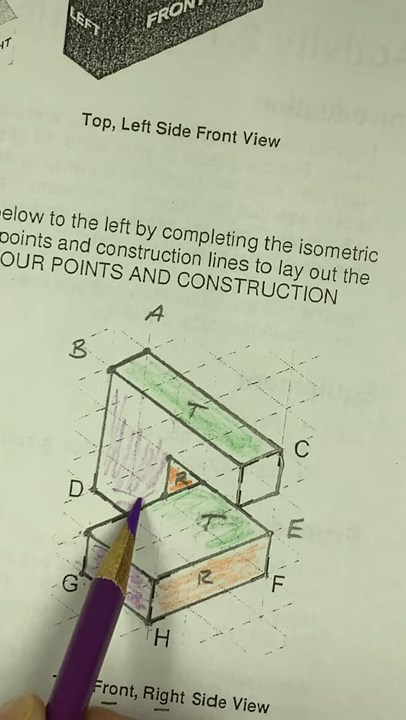 HT
LEFT
FRONT
Top, Left Side Front View
elow to the left by completing the isometric
points and construction lines to lay out the
OUR POINTS AND CONSTRUCTION
A
B
T
C
R
D
T
E
R
G
F
H
Front, Right Side View